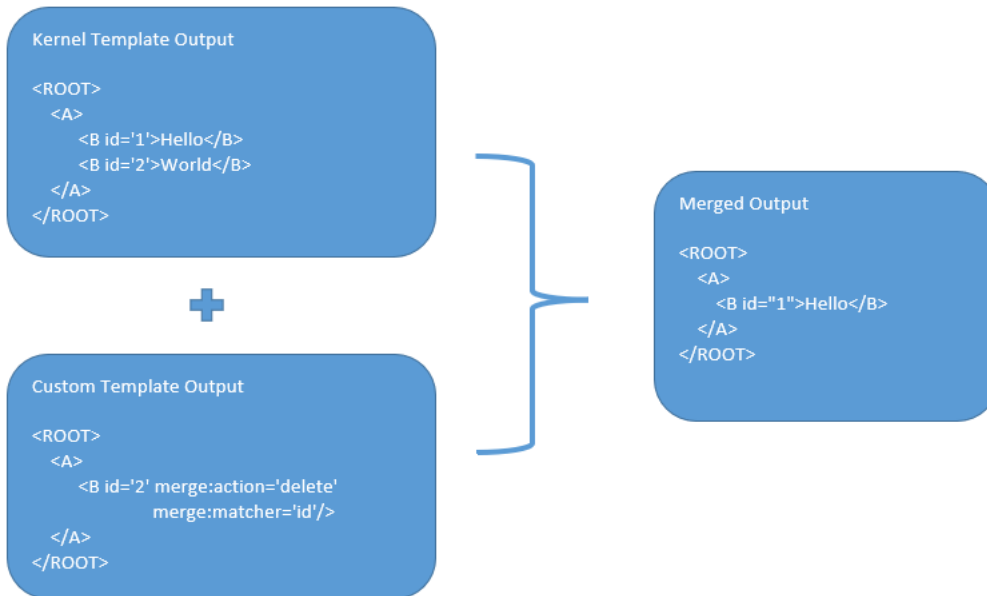 Kernel Template Output
<ROOT>
<A>
<B id='1'>Hello</B>
<B id='2'>World</B>
</A>
</ROOT>
Custom Template Output
<ROOT>
<A>
<B id='2' merge:action='delete'
merge:matcher='id'/>
</A>
</ROOT>
Merged Output
<ROOT>
<A>
<B id="1">Hello</B>
</A>
</ROOT>